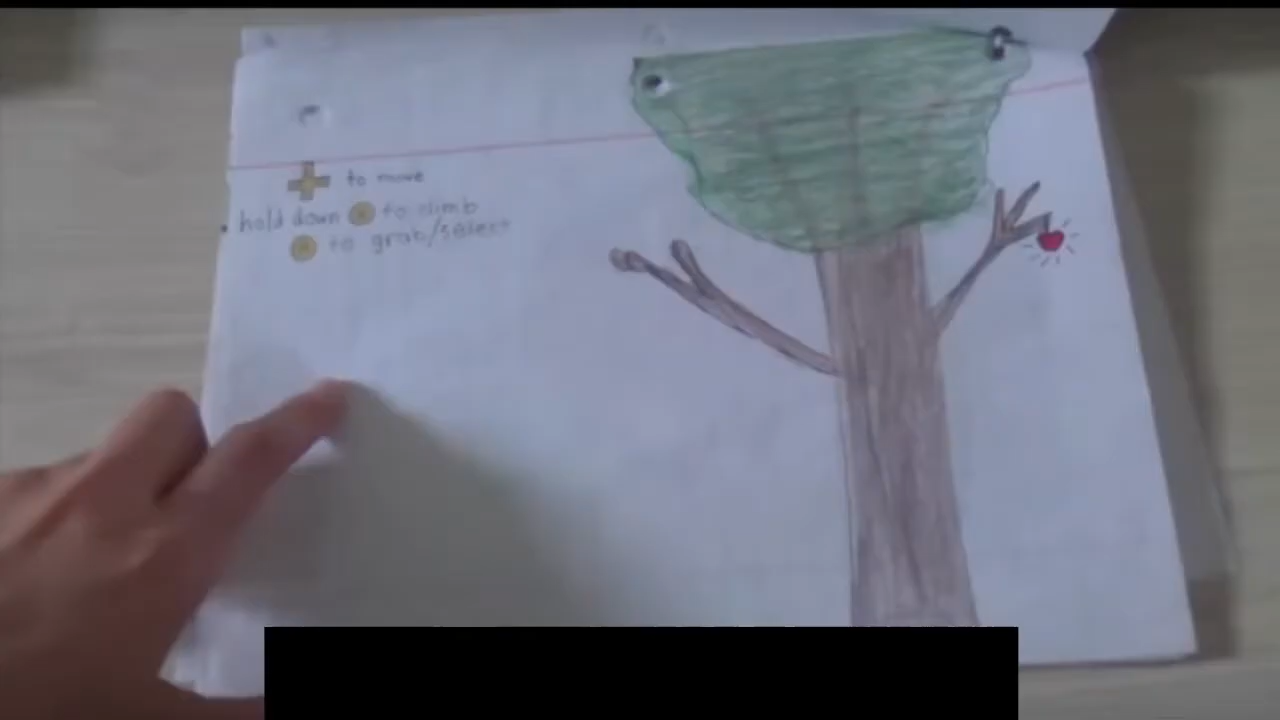 to move
• hold down to climb
to grab/select